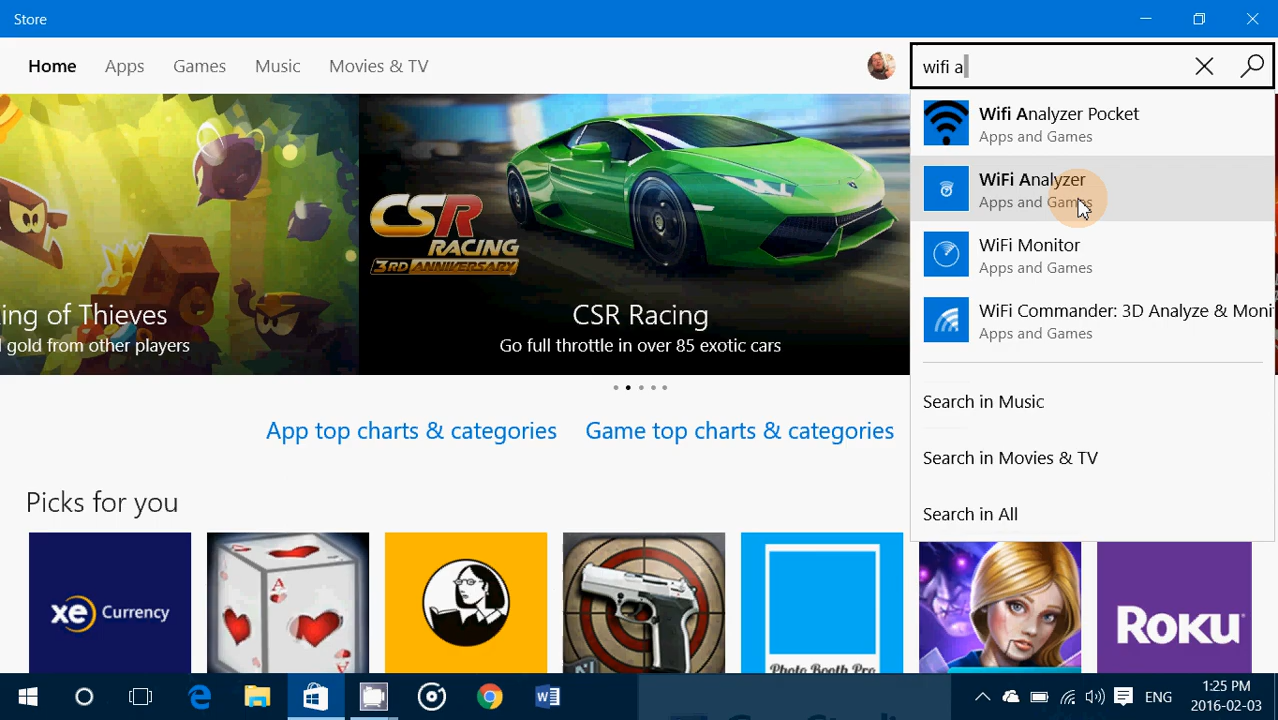 Store
Home Apps Games Music Movies & TV
wifi a
Wifi Analyzer Pocket
Apps and Games
WiFi Analyzer
Apps and Games
WiFi Monitor
Apps and Games
WiFi Commander: 3D Analyze & Moni
Apps and Games
Search in Music
Search in Movies & TV
Search in All
CSR
RACING
3RD ANNIVERSARY
ing of Thieves
gold from other players
CSR Racing
Go full throttle in over 85 exotic cars
App top charts & categories Game top charts & categories
Picks for you
xe Currency
A
A
Photo Booth Pro
ROKU
ENG
1:25 PM
2016-02-03